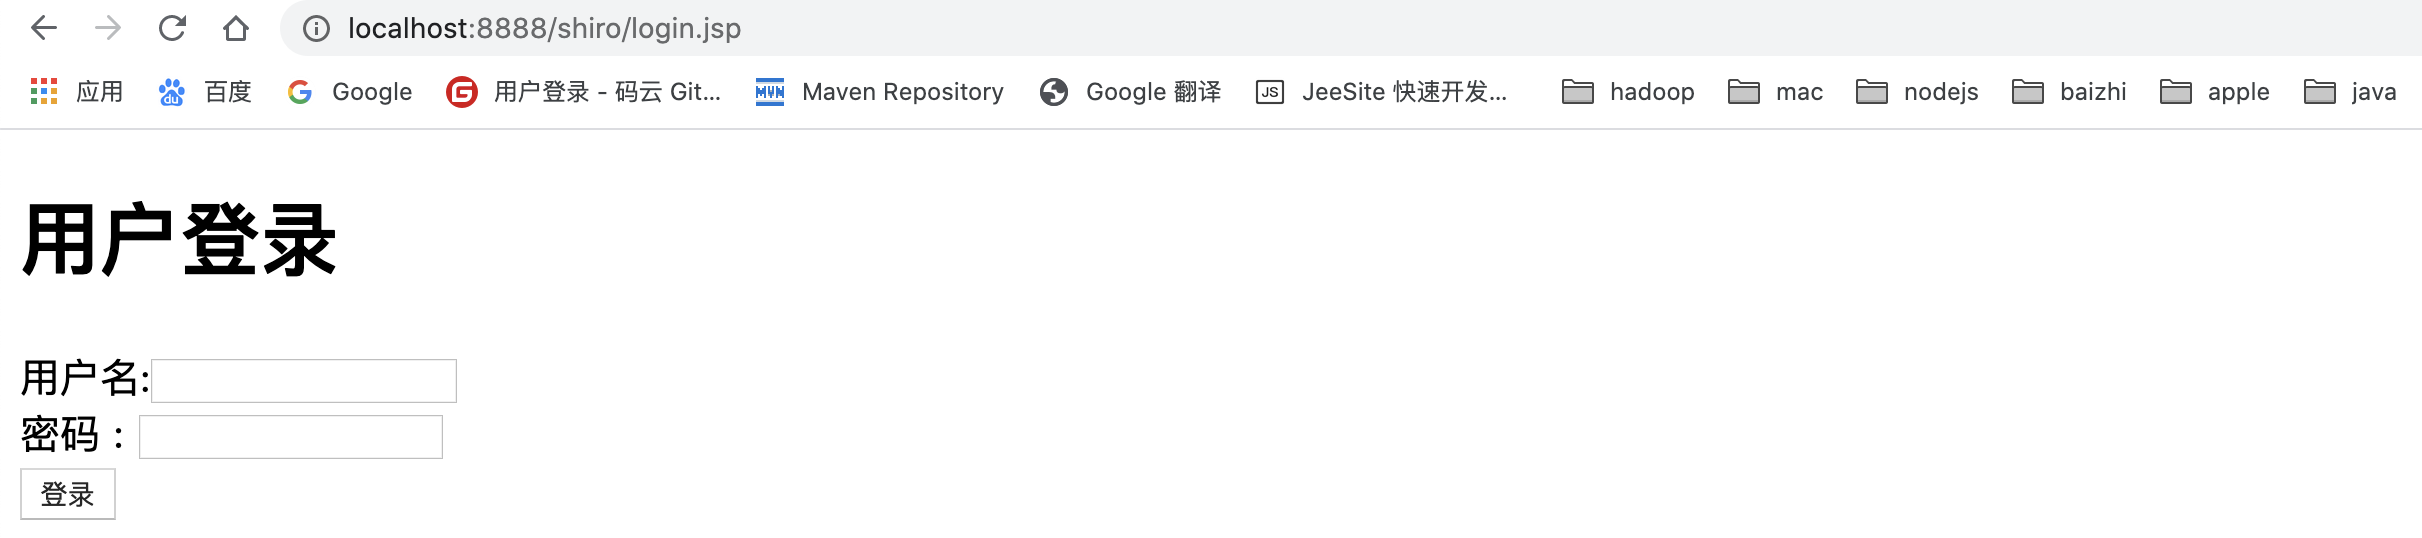 localhost:8888/shiro/login.jsp
应用 百度 Google 用户登录 - 码云 Git... Maven Repository Google 翻译 JeeSite 快速开发... hadoop mac nodejs baizhi apple java
用户登录
用户名:
密码：
登录